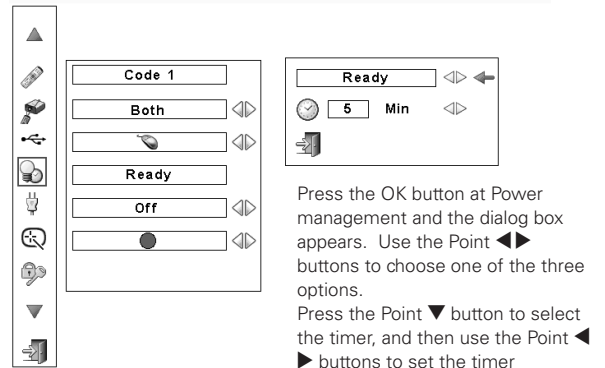 Code 1
Both
Ready
Off
Ready
5 Min
Press the OK button at Power
management and the dialog box
appears. Use the Point ◀▶
buttons to choose one of the three
options.
Press the Point ▼ button to select
the timer, and then use the Point ◀
▶ buttons to set the timer